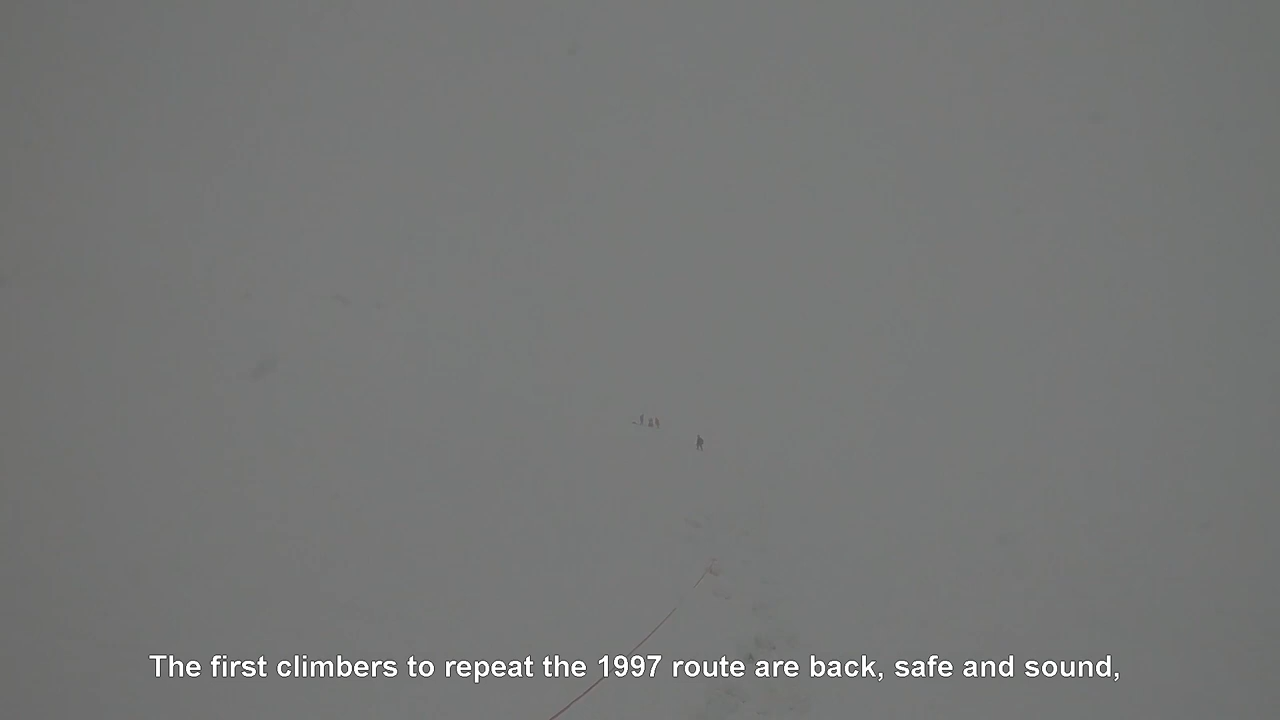 The first climbers to repeat the 1997 route are back, safe and sound,